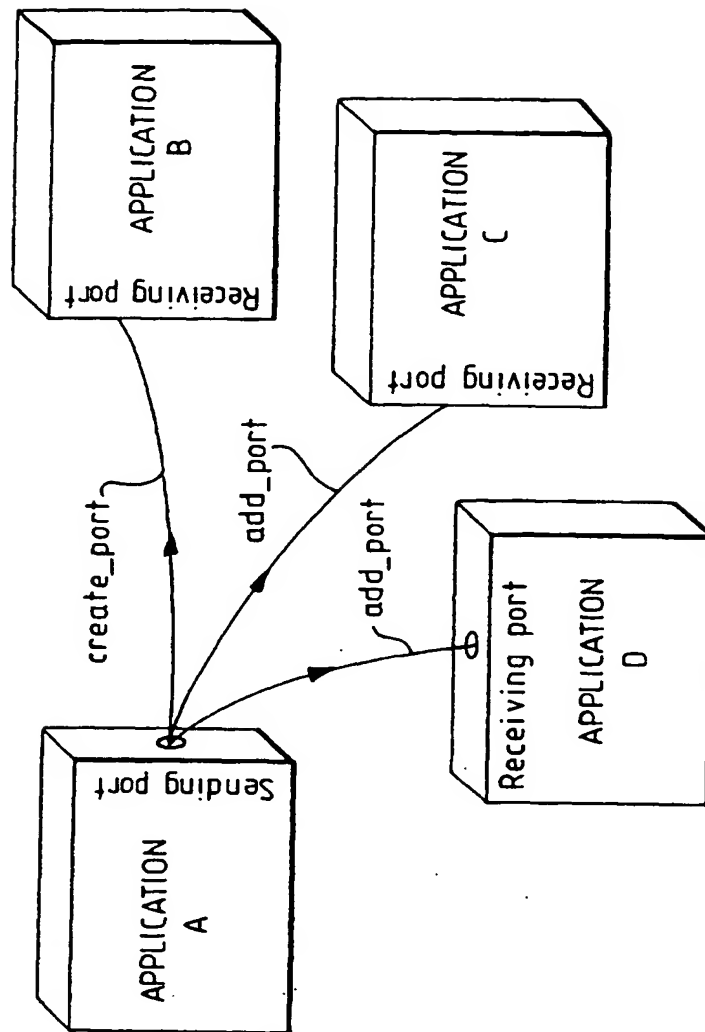 APPLICATION
A
Sending port
create_port
add_port
add_port
APPLICATION
B
Receiving port
APPLICATION
C
Receiving port
Receiving port
APPLICATION
D